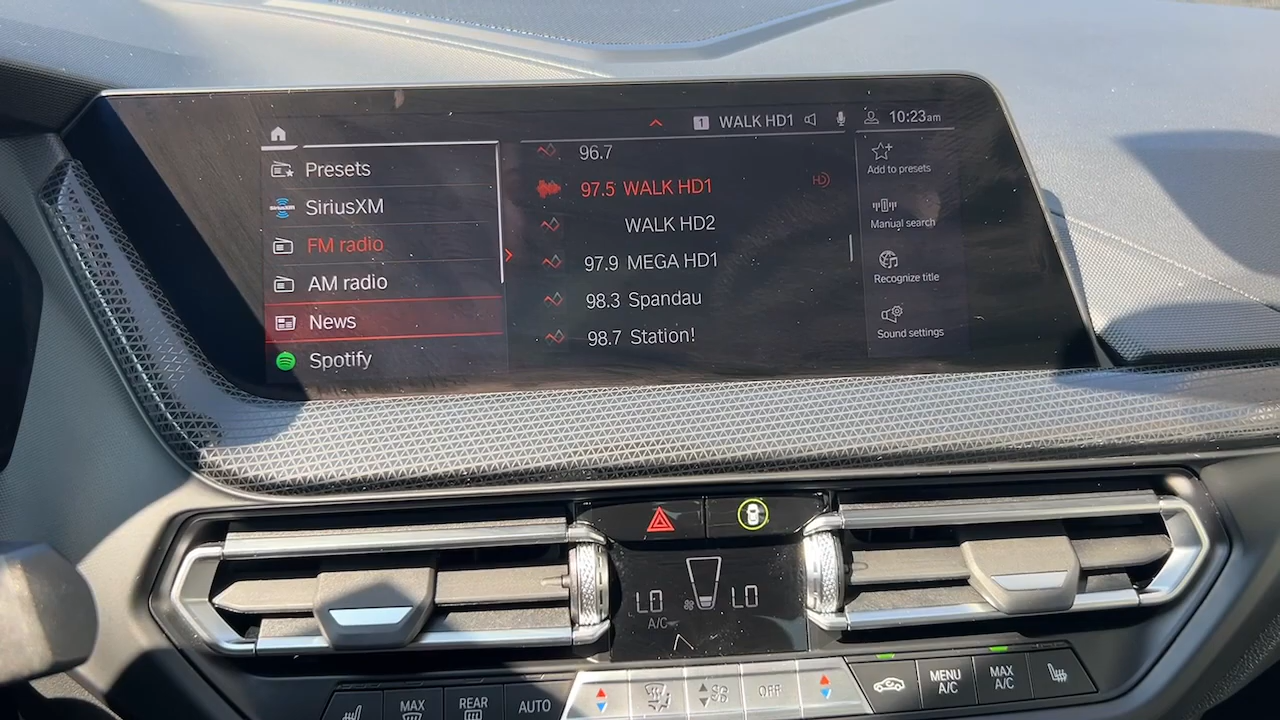 1 WALK HD1
10:23am
Presets
SiriusXM
FM radio
AM radio
News
Spotify
96.7
97.5 WALK HD1
HD
WALK HD2
97.9 MEGA HD1
98.3 Spandau
98.7 Station!
Add to presets
Manual search
Recognize title
Sound settings
LO
A/C
LO
MAX
REAR
AUTO
OFF
MENU
A/C
MAX
A/C